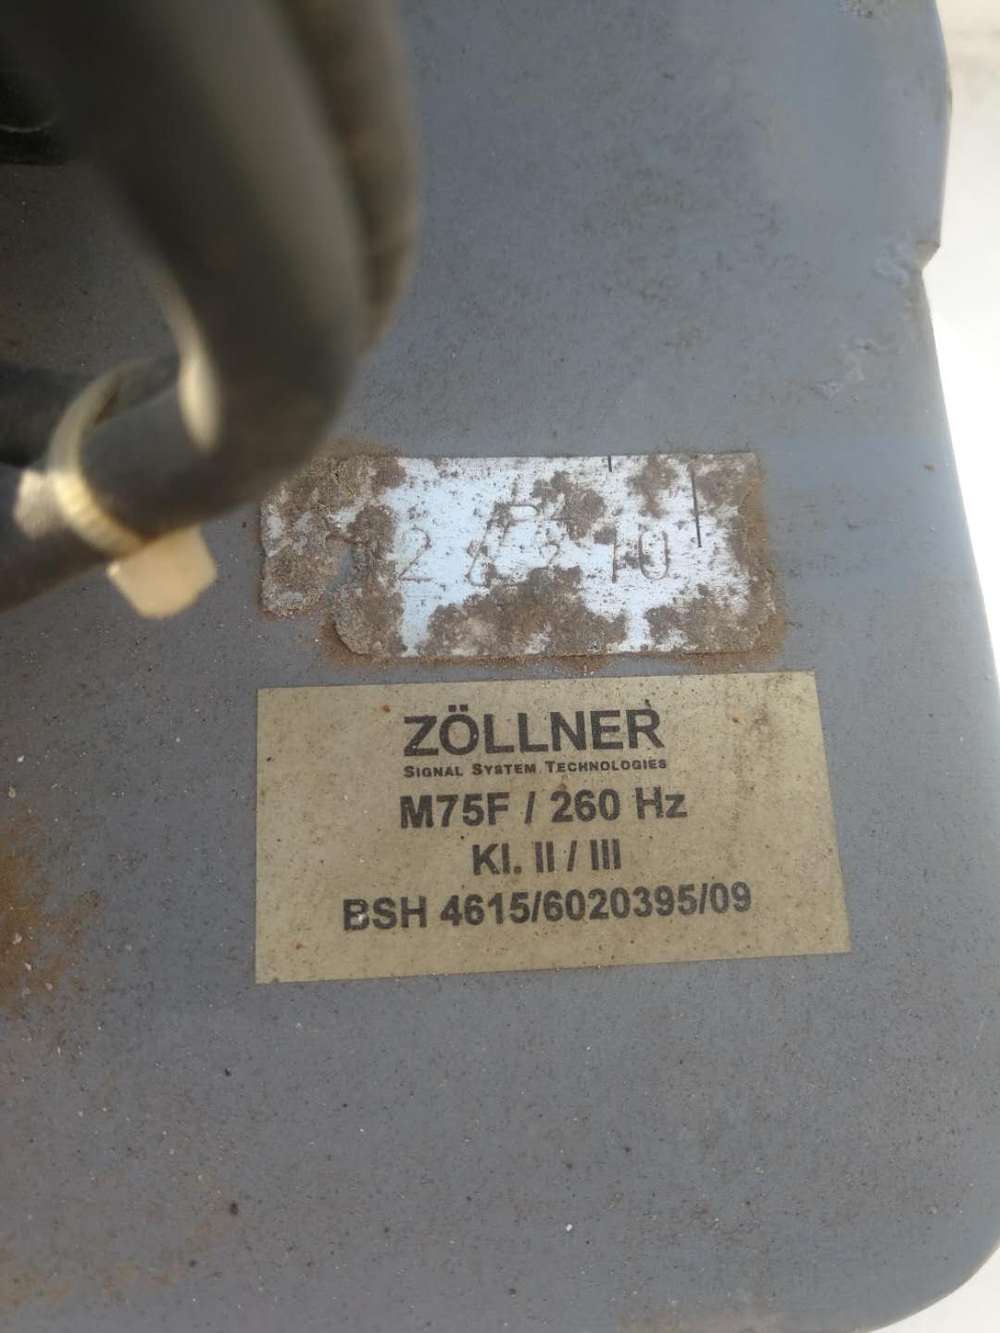 ZÖLLNER
SIGNAL SYSTEM TECHNOLOGIES
M75F / 260 Hz
Kl. II / III
BSH 4615/6020395/09